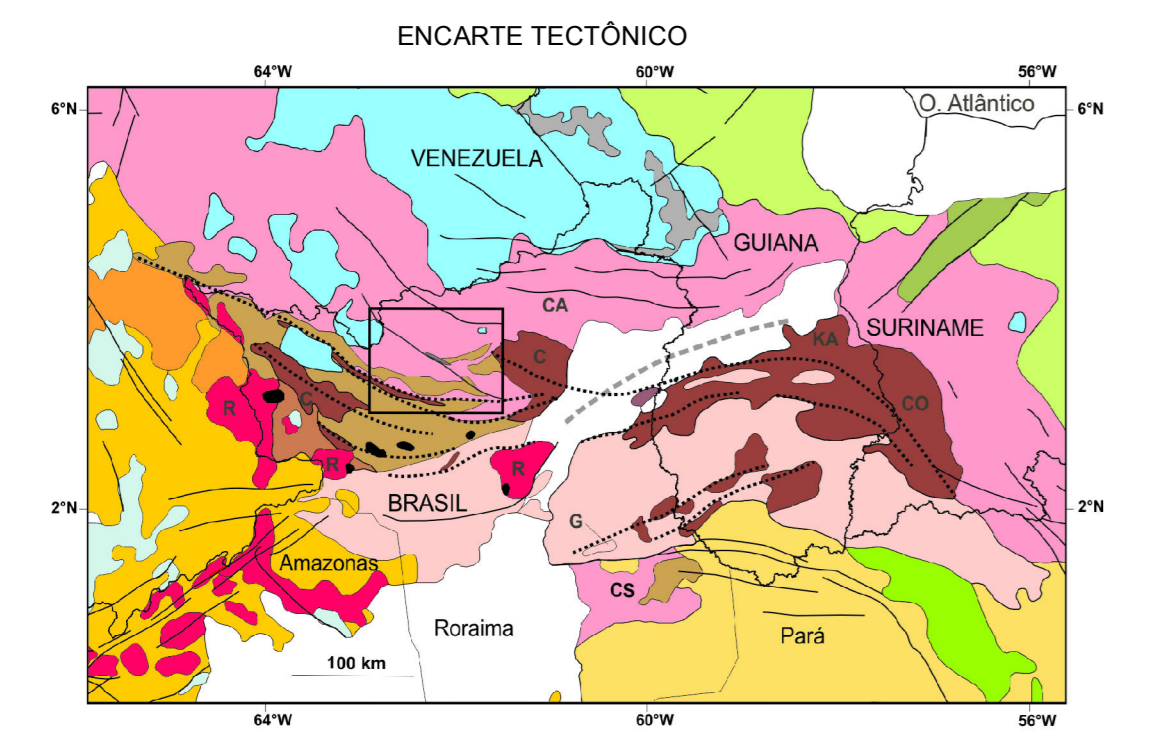 ENCARTE TECTÔNICO
64°W 60°W 56°W
6°N 6°N
O. Atlântico
VENEZUELA
GUIANA
CA
SURINAME
KA
C
C
CO
R
R
R
BRASIL
2°N 2°N
G
Amazonas
CS
Roraima
Pará
100 km
64°W 60°W 56°W